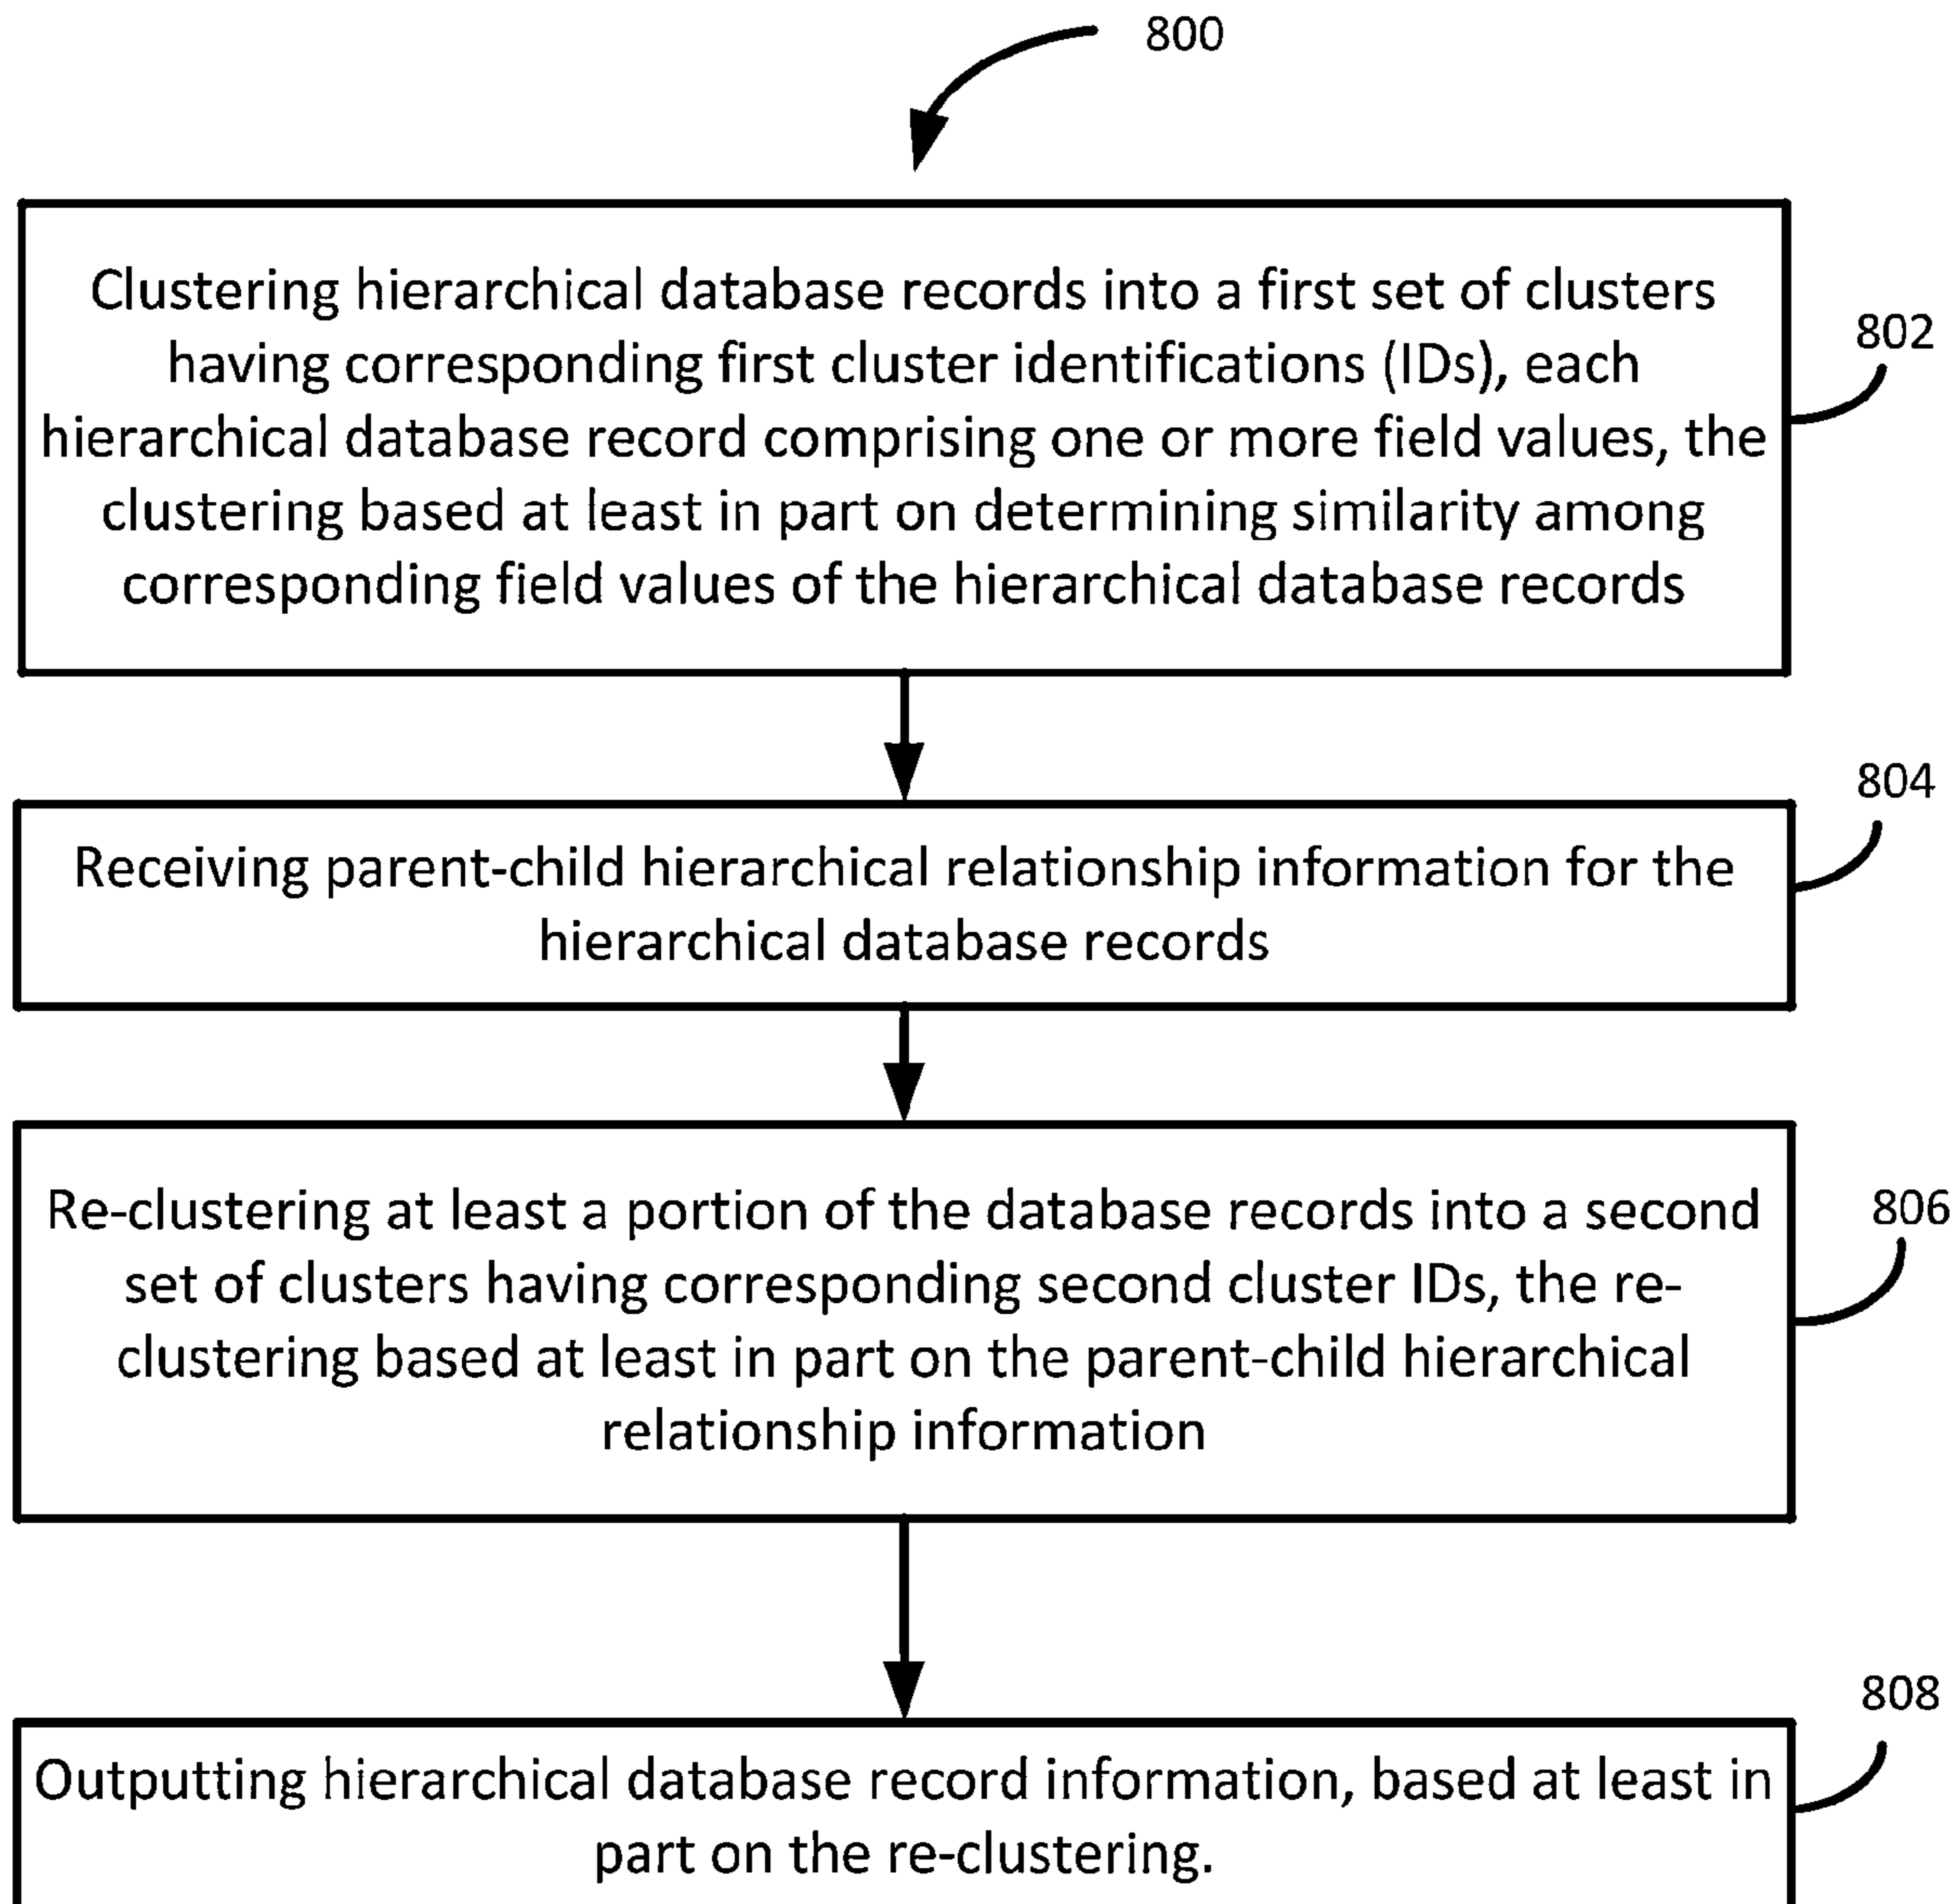 800
Clustering hierarchical database records into a first set of clusters
having corresponding first cluster identifications (IDs), each
hierarchical database record comprising one or more field values, the
clustering based at least in part on determining similarity among
corresponding field values of the hierarchical database records
802
804
Receiving parent-child hierarchical relationship information for the
hierarchical database records
Re-clustering at least a portion of the database records into a second
set of clusters having corresponding second cluster IDs, the re-
clustering based at least in part on the parent-child hierarchical
relationship information
806
808
Outputting hierarchical database record information, based at least in
part on the re-clustering.